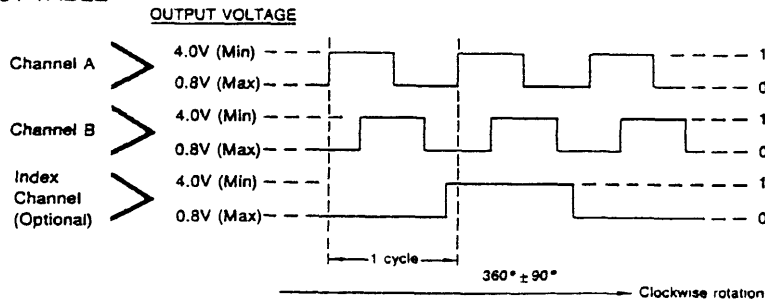 OUTPUT VOLTAGE
Channel A 4.0V (Min) 1
0.8V (Max) 0
Channel B 4.0V (Min) 1
0.8V (Max) 0
Index 4.0V (Min) 1
Channel
(Optional) 0.8V (Max) 0
1 cycle
360° ± 90°
Clockwise rotation